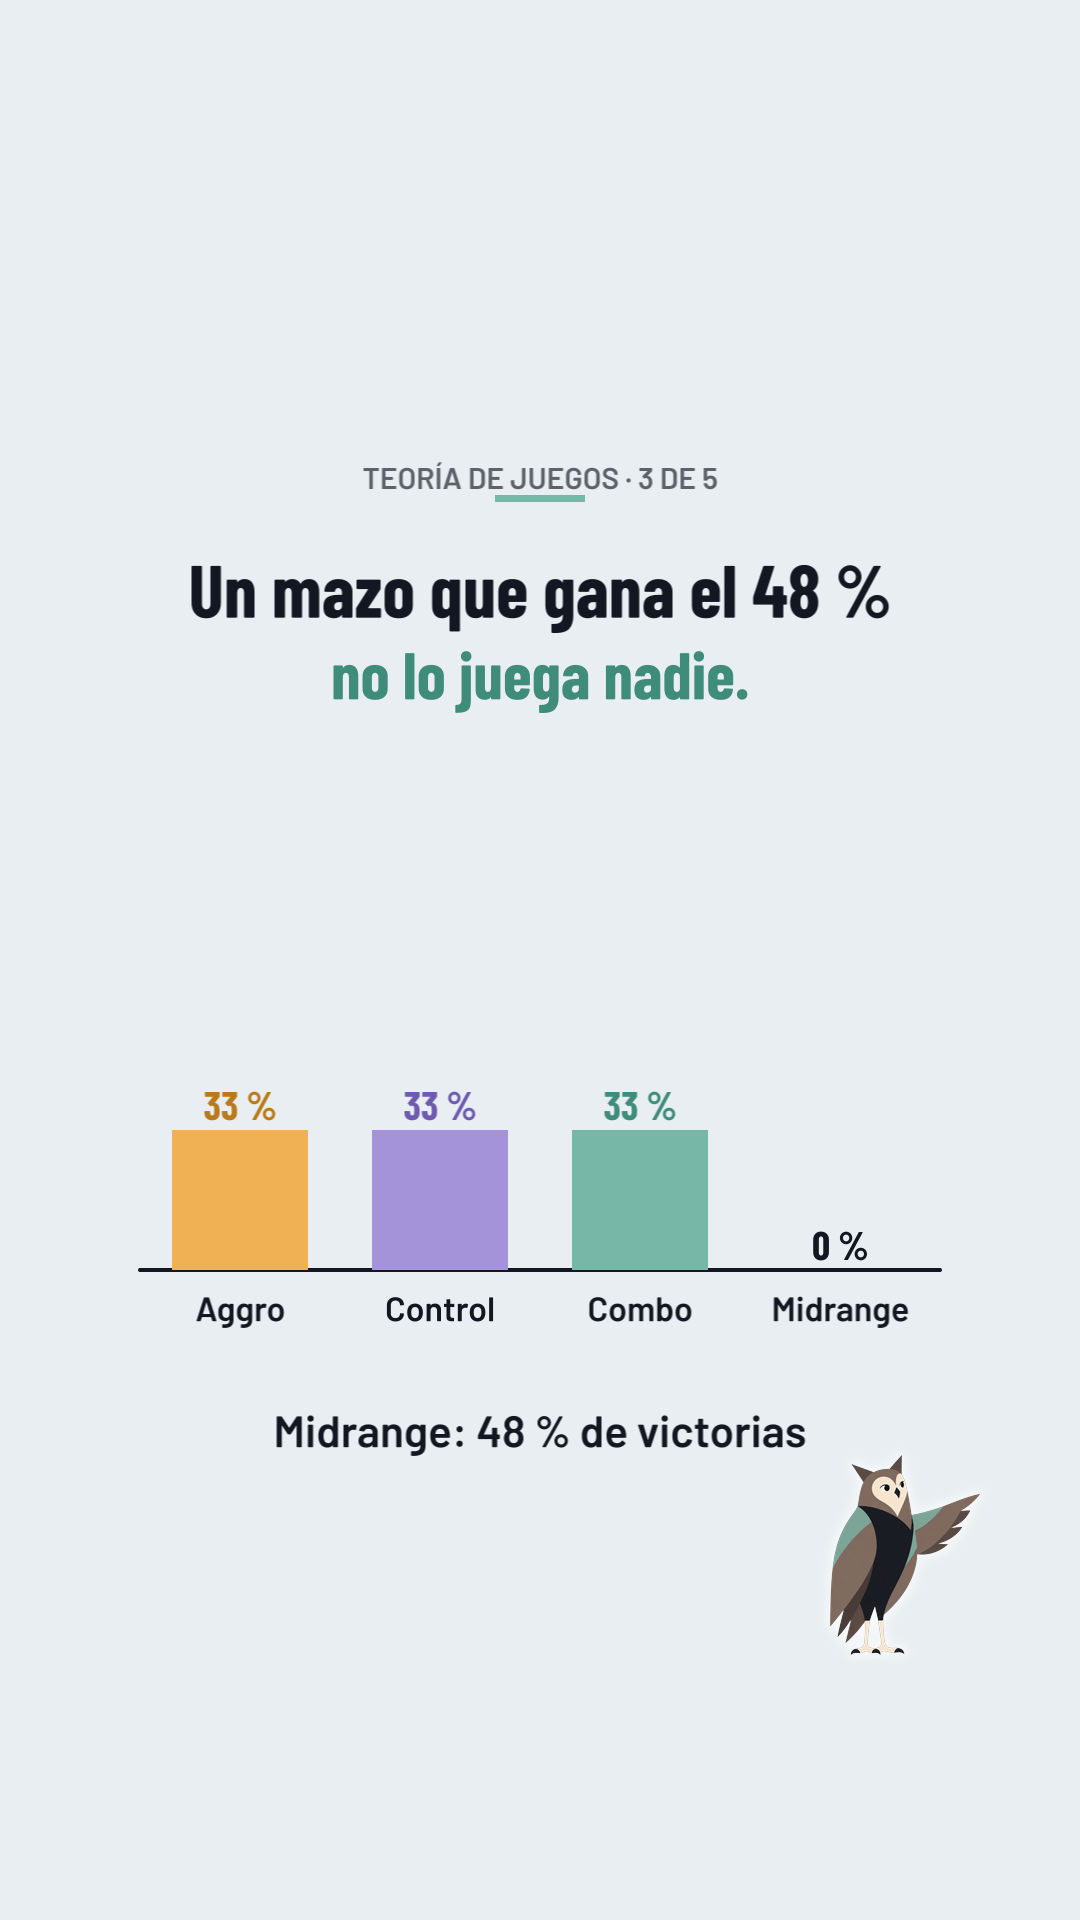 TEORÍA DE JUEGOS · 3 DE 5
Un mazo que gana el 48 %
no lo juega nadie.
33 % 33 % 33 % 0 %
Aggro Control Combo Midrange
Midrange: 48 % de victorias